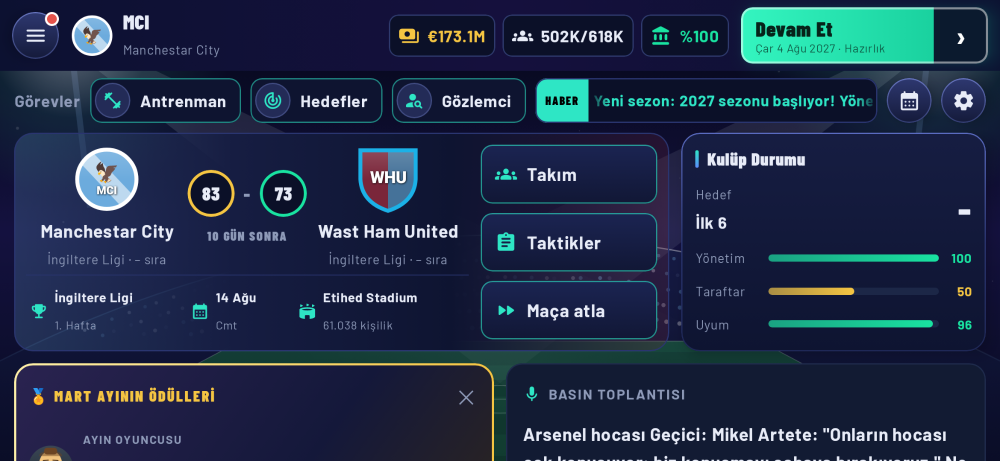 MCI
Manchestar City
€173.1M
502K/618K
%100
Devam Et
Çar 4 Ağu 2027 · Hazırlık
Görevler
Antrenman
Hedefler
Gözlemci
HABER
Yeni sezon: 2027 sezonu başlıyor! Yöne
MCI
83 - 73
WHU
Manchestar City
10 GÜN SONRA
Wast Ham United
İngiltere Ligi · – sıra
İngiltere Ligi · – sıra
İngiltere Ligi
1. Hafta
14 Ağu
Cmt
Etihed Stadium
61.038 kişilik
Takım
Taktikler
Maça atla
Kulüp Durumu
Hedef
İlk 6
–
Yönetim 100
Taraftar 50
Uyum 96
MART AYININ ÖDÜLLERİ
AYIN OYUNCUSU
BASIN TOPLANTISI
Arsenel hocası Geçici: Mikel Artete: "Onların hocası